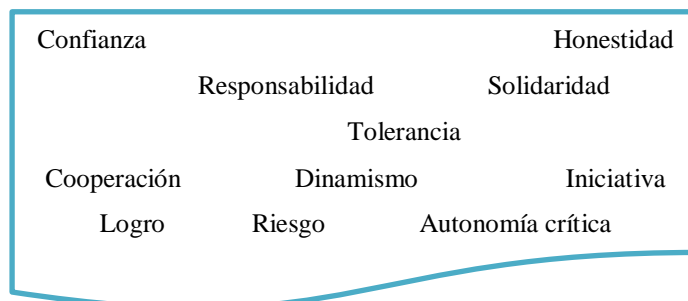 Confianza Honestidad
Responsabilidad Solidaridad
Tolerancia
Cooperación Dinamismo Iniciativa
Logro Riesgo Autonomía crítica